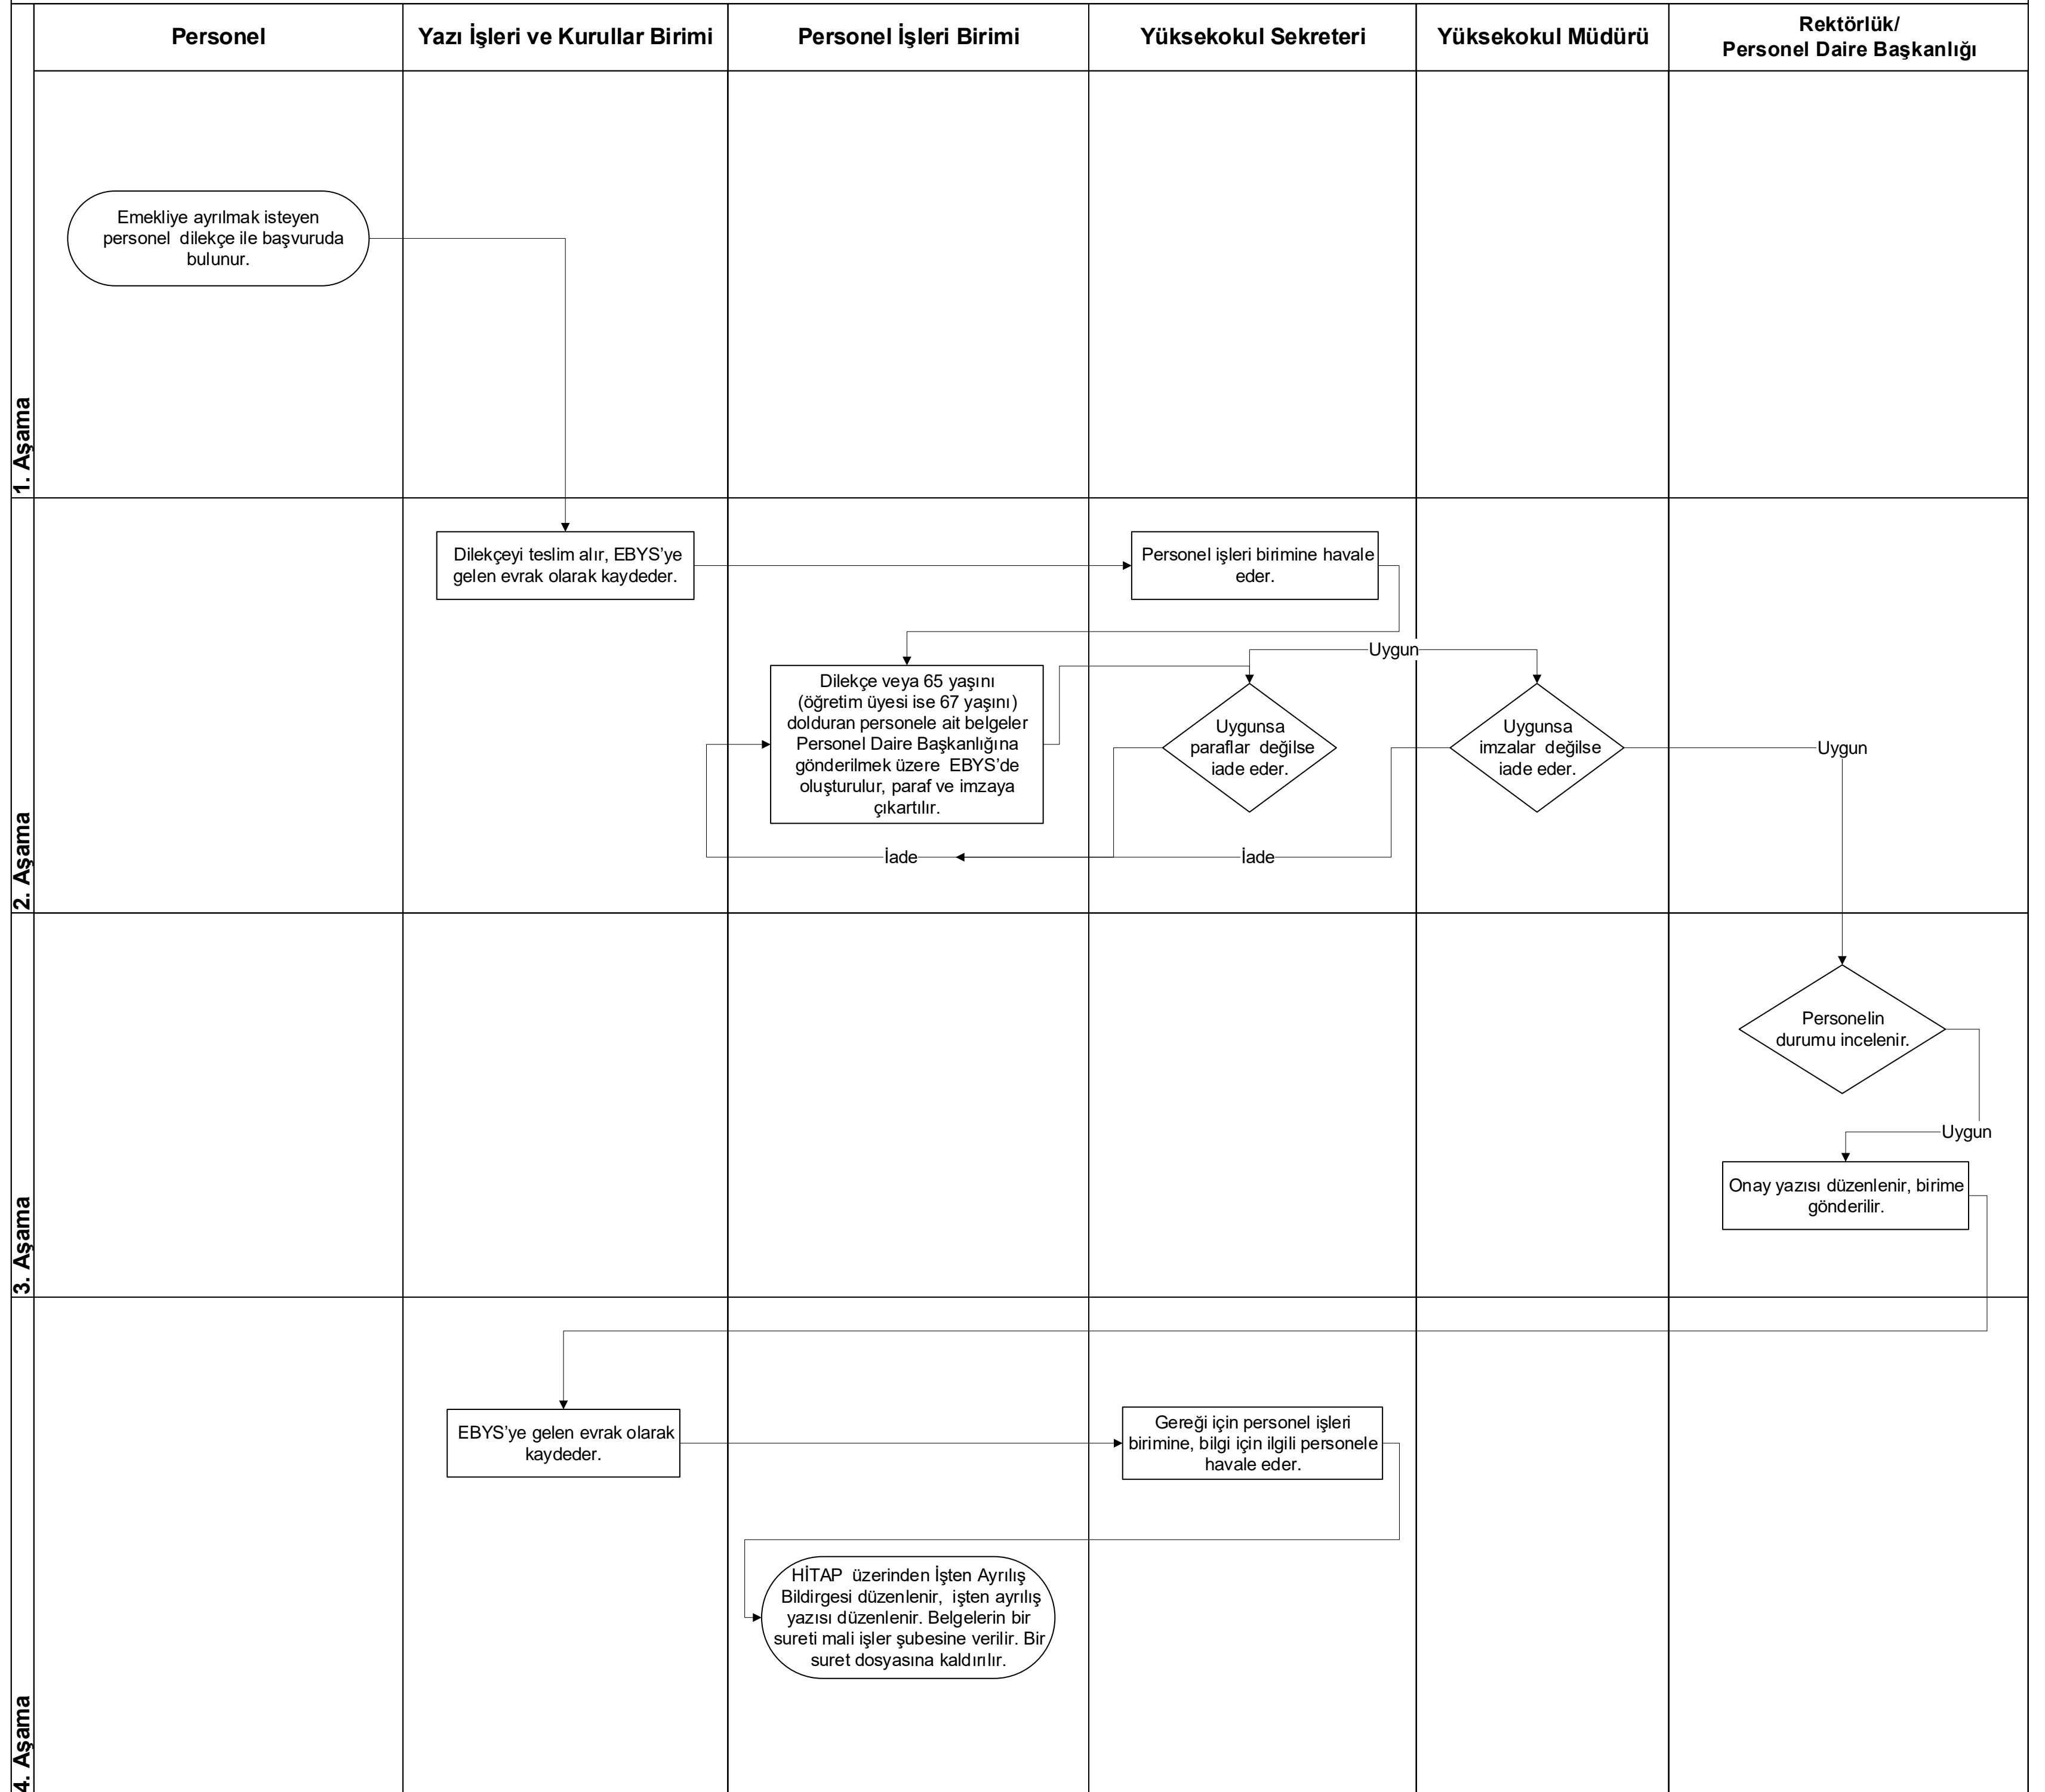 Personel
Yazı İşleri ve Kurullar Birimi
Personel İşleri Birimi
Yüksekokul Sekreteri
Yüksekokul Müdürü
Rektörlük/
Personel Daire Başkanlığı
1. Aşama
Emekliye ayrılmak isteyen
personel dilekçe ile başvuruda
bulunur.
2. Aşama
Dilekçeyi teslim alır, EBYS’ye
gelen evrak olarak kaydeder.
Personel işleri birimine havale
eder.
Dilekçe veya 65 yaşını
(öğretim üyesi ise 67 yaşını)
dolduran personele ait belgeler
Personel Daire Başkanlığına
gönderilmek üzere EBYS’de
oluşturulur, paraf ve imzaya
çıkartılır.
Uygun
Uygunsa
paraflar değilse
iade eder.
Uygunsa
imzalar değilse
iade eder.
Uygun
İade
İade
3. Aşama
Personelin
durumu incelenir.
Uygun
Onay yazısı düzenlenir, birime
gönderilir.
4. Aşama
EBYS’ye gelen evrak olarak
kaydeder.
Gereği için personel işleri
birimine, bilgi için ilgili personele
havale eder.
HİTAP üzerinden İşten Ayrılış
Bildirgesi düzenlenir, işten ayrılış
yazısı düzenlenir. Belgelerin bir
sureti mali işler şubesine verilir. Bir
suret dosyasına kaldırılır.